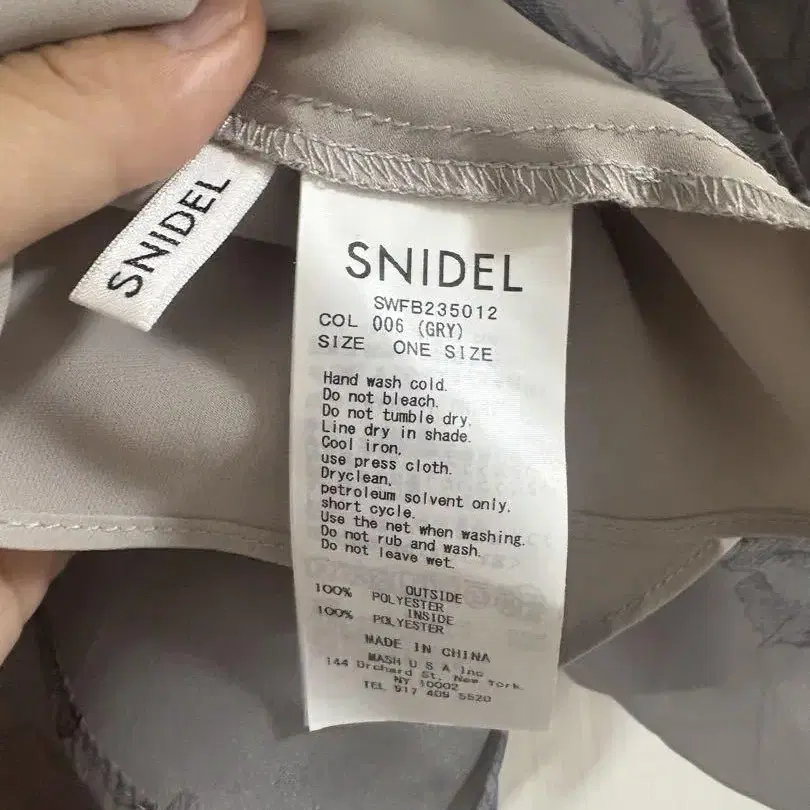 SNIDEL
SNIDEL
SWFB235012
COL 006 (GRY)
SIZE ONE SIZE
Hand wash cold.
Do not bleach.
Do not tumble dry.
Line dry in shade.
Cool iron,
use press cloth.
Dryclean,
petroleum solvent only.
short cycle.
Use the net when washing.
Do not rub and wash.
Do not leave wet.
OUTSIDE
100% POLYESTER
INSIDE
100% POLYESTER
MADE IN CHINA
MASH U S A Inc
144 Orchard St. New York.
NY 10002
TEL 917 409 5520